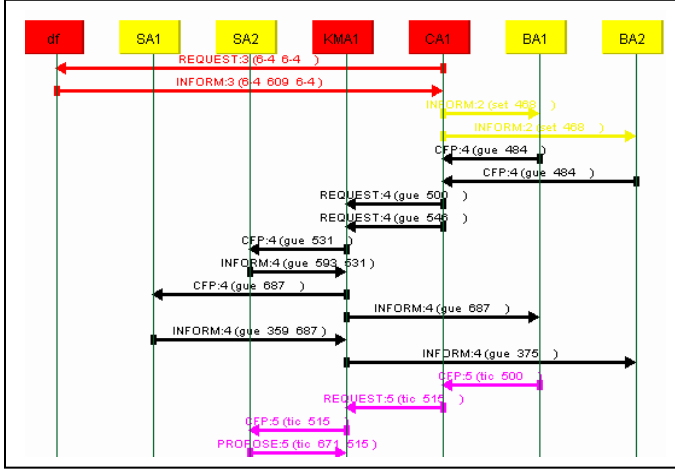 df SA1 SA2 KMA1 CA1 BA1 BA2
REQUEST:3 (6-4 6-4 )
INFORM:3 (6-4 609 6-4 )
INFORM:2 (set 468 )
INFORM:2 (set 468 )
CFP:4 (gue 484 )
CFP:4 (gue 484 )
REQUEST:4 (gue 500 )
REQUEST:4 (gue 546 )
CFP:4 (gue 531 )
INFORM:4 (gue 593 531 )
CFP:4 (gue 687 )
INFORM:4 (gue 687 )
INFORM:4 (gue 359 687 )
INFORM:4 (gue 375 )
CFP:5 (tic 500 )
REQUEST:5 (tic 515 )
CFP:5 (tic 515 )
PROPOSE:5 (tic 671 515 )